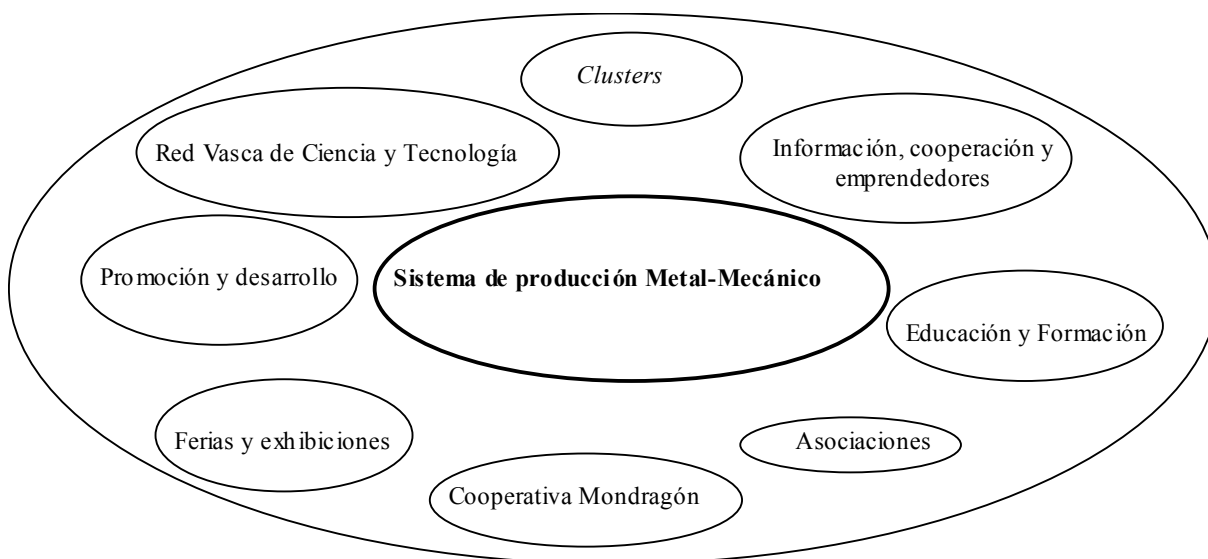 Clusters
Red Vasca de Ciencia y Tecnología
Información, cooperación y
emprendedores
Promoción y desarrollo
Sistema de producción Metal-Mecánico
Educación y Formación
Ferias y exhibiciones
Asociaciones
Cooperativa Mondragón